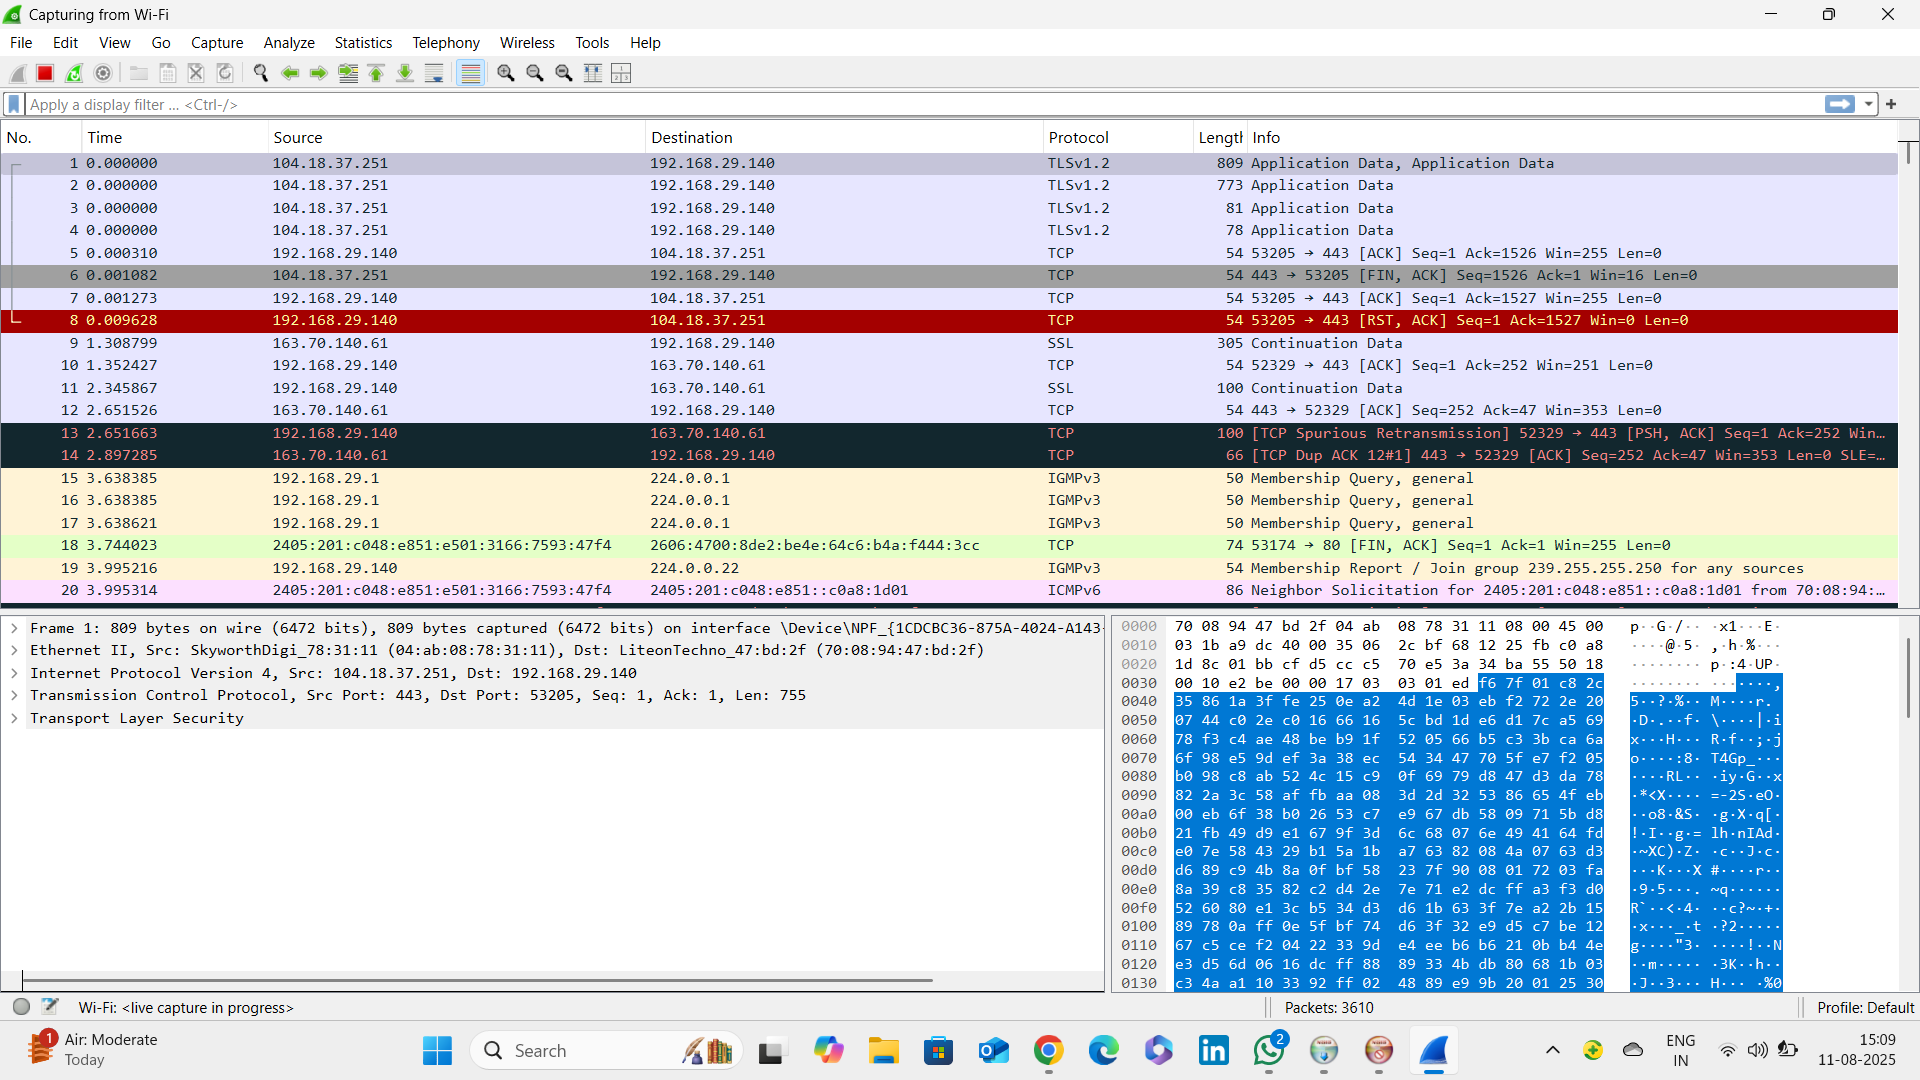 Capturing from Wi-Fi
File Edit View Go Capture Analyze Statistics Telephony Wireless Tools Help
Apply a display filter ... <Ctrl-/>
No. Time Source Destination Protocol Length Info
1 0.000000 104.18.37.251 192.168.29.140 TLSv1.2 809 Application Data, Application Data
2 0.000000 104.18.37.251 192.168.29.140 TLSv1.2 773 Application Data
3 0.000000 104.18.37.251 192.168.29.140 TLSv1.2 81 Application Data
4 0.000000 104.18.37.251 192.168.29.140 TLSv1.2 78 Application Data
5 0.000310 192.168.29.140 104.18.37.251 TCP 54 53205 → 443 [ACK] Seq=1 Ack=1526 Win=255 Len=0
6 0.001082 104.18.37.251 192.168.29.140 TCP 54 443 → 53205 [FIN, ACK] Seq=1526 Ack=1 Win=16 Len=0
7 0.001273 192.168.29.140 104.18.37.251 TCP 54 53205 → 443 [ACK] Seq=1 Ack=1527 Win=255 Len=0
8 0.009628 192.168.29.140 104.18.37.251 TCP 54 53205 → 443 [RST, ACK] Seq=1 Ack=1527 Win=0 Len=0
9 1.308799 163.70.140.61 192.168.29.140 SSL 305 Continuation Data
10 1.352427 192.168.29.140 163.70.140.61 TCP 54 52329 → 443 [ACK] Seq=1 Ack=252 Win=251 Len=0
11 2.345867 192.168.29.140 163.70.140.61 SSL 100 Continuation Data
12 2.651526 163.70.140.61 192.168.29.140 TCP 54 443 → 52329 [ACK] Seq=252 Ack=47 Win=353 Len=0
13 2.651663 192.168.29.140 163.70.140.61 TCP 100 [TCP Spurious Retransmission] 52329 → 443 [PSH, ACK] Seq=1 Ack=252 Win…
14 2.897285 163.70.140.61 192.168.29.140 TCP 66 [TCP Dup ACK 12#1] 443 → 52329 [ACK] Seq=252 Ack=47 Win=353 Len=0 SLE=…
15 3.638385 192.168.29.1 224.0.0.1 IGMPv3 50 Membership Query, general
16 3.638385 192.168.29.1 224.0.0.1 IGMPv3 50 Membership Query, general
17 3.638621 192.168.29.1 224.0.0.1 IGMPv3 50 Membership Query, general
18 3.744023 2405:201:c048:e851:e501:3166:7593:47f4 2606:4700:8de2:be4e:64c6:b4a:f444:3cc TCP 74 53174 → 80 [FIN, ACK] Seq=1 Ack=1 Win=255 Len=0
19 3.995216 192.168.29.140 224.0.0.22 IGMPv3 54 Membership Report / Join group 239.255.255.250 for any sources
20 3.995314 2405:201:c048:e851:e501:3166:7593:47f4 2405:201:c048:e851::c0a8:1d01 ICMPv6 86 Neighbor Solicitation for 2405:201:c048:e851::c0a8:1d01 from 70:08:94:…
Frame 1: 809 bytes on wire (6472 bits), 809 bytes captured (6472 bits) on interface \Device\NPF_{1CDCBC36-875A-4024-A143-
Ethernet II, Src: SkyworthDigi_78:31:11 (04:ab:08:78:31:11), Dst: LiteonTechno_47:bd:2f (70:08:94:47:bd:2f)
Internet Protocol Version 4, Src: 104.18.37.251, Dst: 192.168.29.140
Transmission Control Protocol, Src Port: 443, Dst Port: 53205, Seq: 1, Ack: 1, Len: 755
Transport Layer Security
0000 70 08 94 47 bd 2f 04 ab 08 78 31 11 08 00 45 00 p··G·/·· ·x1···E·
0010 03 1b a9 dc 40 00 35 06 2c bf 68 12 25 fb c0 a8 ····@·5· ,·h·%···
0020 1d 8c 01 bb cf d5 cc c5 70 e5 3a 34 ba 55 50 18 ········ p·:4·UP·
0030 00 10 e2 be 00 00 17 03 03 01 ed f6 7f 01 c8 2c ········ ·······,
0040 35 86 1a 3f fe 25 0e a2 4d 1e 03 eb f2 72 2e 20 5··?·%·· M····r.
0050 07 44 c0 2e c0 16 66 16 5c bd 1d e6 d1 7c a5 69 ·D·.··f· \····|·i
0060 78 f3 c4 ae 48 be b9 1f 52 05 66 b5 c3 3b ca 6a x···H··· R·f··;·j
0070 6f 98 e5 9d ef 3a 38 ec 54 34 47 70 5f e7 f2 05 o····:8· T4Gp_···
0080 b0 98 c8 ab 52 4c 15 c9 0f 69 79 d8 47 d3 da 78 ····RL·· ·iy·G··x
0090 82 2a 3c 58 af fb aa 08 3d 2d 32 53 86 65 4f eb ·*<X···· =-2S·eO·
00a0 00 eb 6f 38 b0 26 53 c7 e9 67 db 58 09 71 5b d8 ··o8·&S· ·g·X·q[·
00b0 21 fb 49 d9 e1 67 9f 3d 6c 68 07 6e 49 41 64 fd !·I··g·= lh·nIAd·
00c0 e0 7e 58 43 29 b1 5a 1b a7 63 82 08 4a 07 63 d3 ·~XC)·Z· ·c··J·c·
00d0 d6 89 c9 4b 8a 0f bf 58 23 7f 90 08 01 72 03 fa ···K···X #····r··
00e0 8a 39 c8 35 82 c2 d4 2e 7e 71 e2 dc ff a3 f3 d0 ·9·5···. ~q······
00f0 52 60 80 e1 3c b5 34 d3 d6 1b 63 3f 7e a2 2b 15 R`··<·4· ··c?~·+·
0100 89 78 0a ff 0e 5f bf 74 d6 3f 32 e9 d5 c7 be 12 ·x···_·t ·?2·····
0110 67 c5 ce f2 04 22 33 9d e4 ee b6 b6 21 0b b4 4e g····"3· ····!··N
0120 e3 d5 6d 06 16 dc ff 88 89 33 4b db 80 68 1b 03 ··m····· ·3K··h··
0130 c3 4a a1 10 33 92 ff 02 48 89 e9 9b 20 01 25 30 ·J··3··· H··· ·%0
Wi-Fi: <live capture in progress>
Packets: 3610
Profile: Default
1
Air: Moderate
Today
Search
2
ENG
IN
15:09
11-08-2025